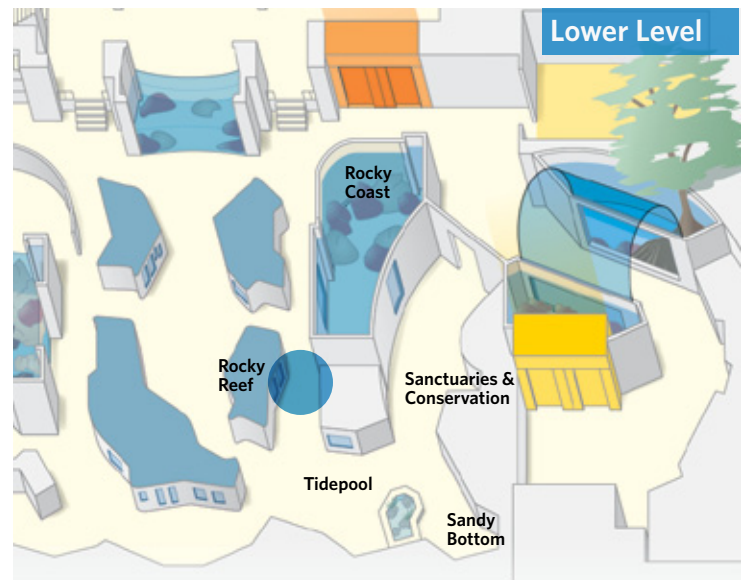 Lower Level
Rocky
Coast
Rocky
Reef
Sanctuaries &
Conservation
Tidepool
Sandy
Bottom